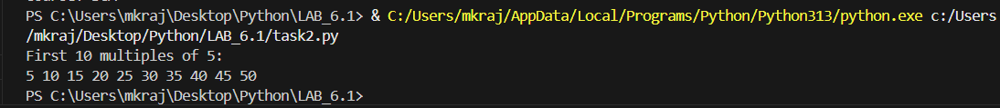 PS C:\Users\mkraj\Desktop\Python\LAB_6.1> & C:/Users/mkraj/AppData/Local/Programs/Python/Python313/python.exe c:/Users
/mkraj/Desktop/Python/LAB_6.1/task2.py
First 10 multiples of 5:
5 10 15 20 25 30 35 40 45 50
PS C:\Users\mkraj\Desktop\Python\LAB_6.1>